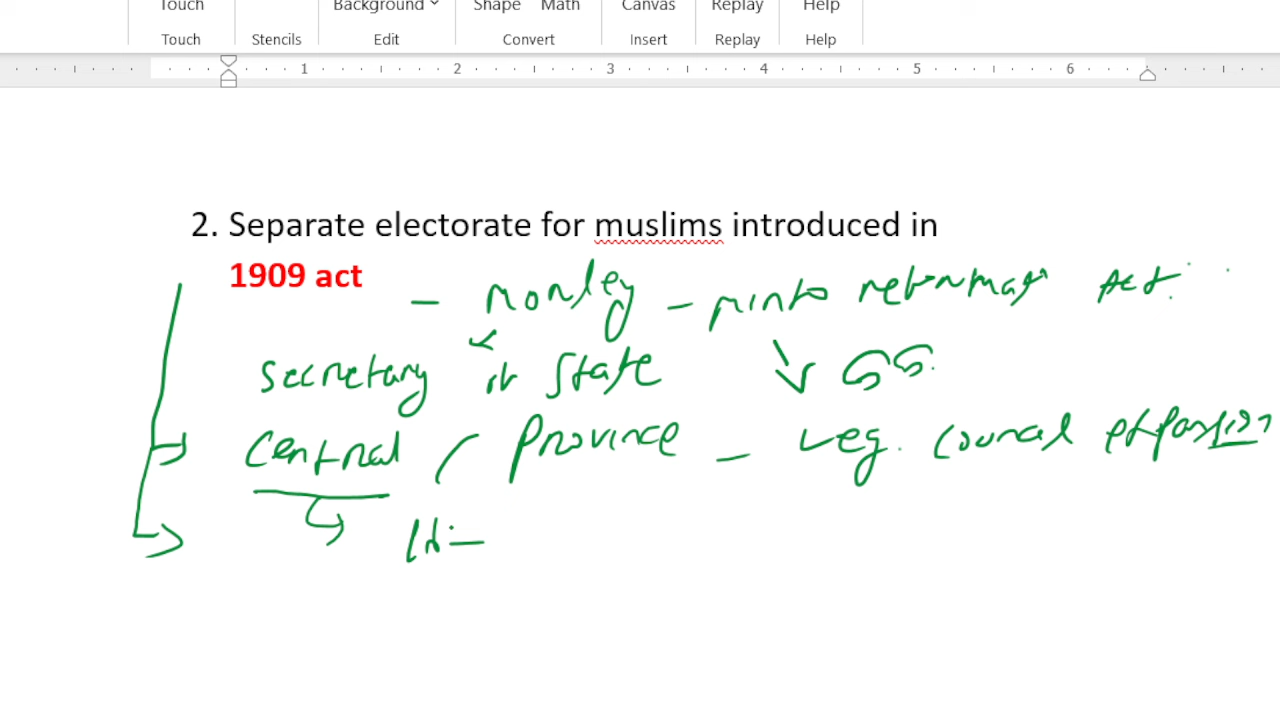 Touch Background Shape Math Canvas Replay Help
Touch Stencils Edit Convert Insert Replay Help
1 2 3 4 5 6
2. Separate electorate for muslims introduced in
1909 act - morley - minto reforms Act.
secretary of State GG.
Central / province - Leg. council expansion